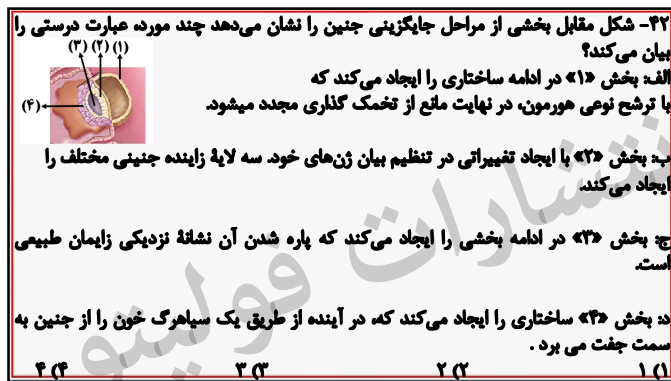 ۴۲- شکل مقابل بخشی از مراحل جایگزینی جنین را نشان می‌دهد چند مورد، عبارت درستی را
بیان می‌کند؟
(۱) (۲) (۳)
(۴)
الف: بخش «۱» در ادامه ساختاری را ایجاد می‌کند که
با ترشح نوعی هورمون، در نهایت مانع از تخمک گذاری مجدد میشود.
ب: بخش «۲» با ایجاد تغییراتی در تنظیم بیان ژن‌های خود، سه لایۀ زاینده جنینی مختلف را
ایجاد می‌کند.
ج: بخش «۳» در ادامه بخشی را ایجاد می‌کند که پاره شدن آن نشانۀ نزدیکی زایمان طبیعی
است.
د: بخش «۴» ساختاری را ایجاد می‌کند که، در آینده از طریق یک سیاهرگ خون را از جنین به
سمت جفت می برد .
۱) ۱ ۲) ۲ ۳) ۳ ۴) ۴
انتشارات فولیتو